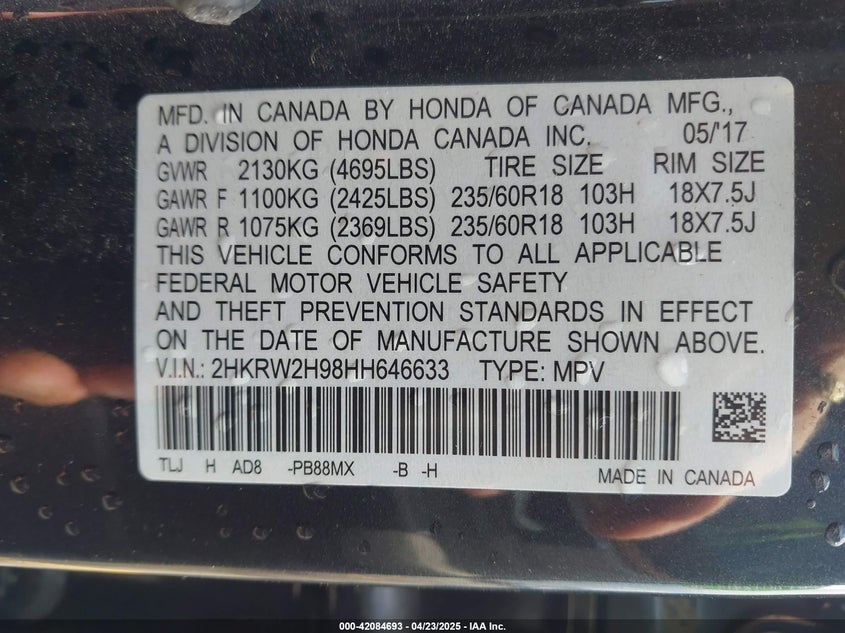 MFD. IN CANADA BY HONDA OF CANADA MFG.,
A DIVISION OF HONDA CANADA INC. 05/'17
GVWR 2130KG (4695LBS) TIRE SIZE RIM SIZE
GAWR F 1100KG (2425LBS) 235/60R18 103H 18X7.5J
GAWR R 1075KG (2369LBS) 235/60R18 103H 18X7.5J
THIS VEHICLE CONFORMS TO ALL APPLICABLE
FEDERAL MOTOR VEHICLE SAFETY
AND THEFT PREVENTION STANDARDS IN EFFECT
ON THE DATE OF MANUFACTURE SHOWN ABOVE.
V.I.N.: 2HKRW2H98HH646633 TYPE: MPV
TLJ H AD8 -PB88MX -B -H
MADE IN CANADA
000-42084693 - 04/23/2025 - IAA Inc.